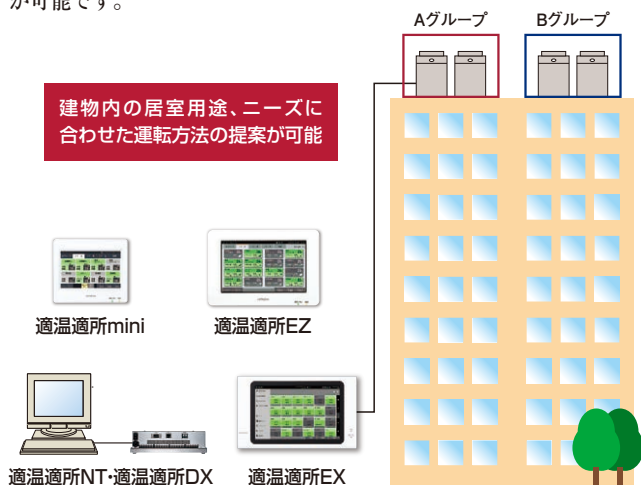 が可能です。
Aグループ
Bグループ
建物内の居室用途、ニーズに
合わせた運転方法の提案が可能
適温適所mini
適温適所EZ
適温適所NT・適温適所DX
適温適所EX